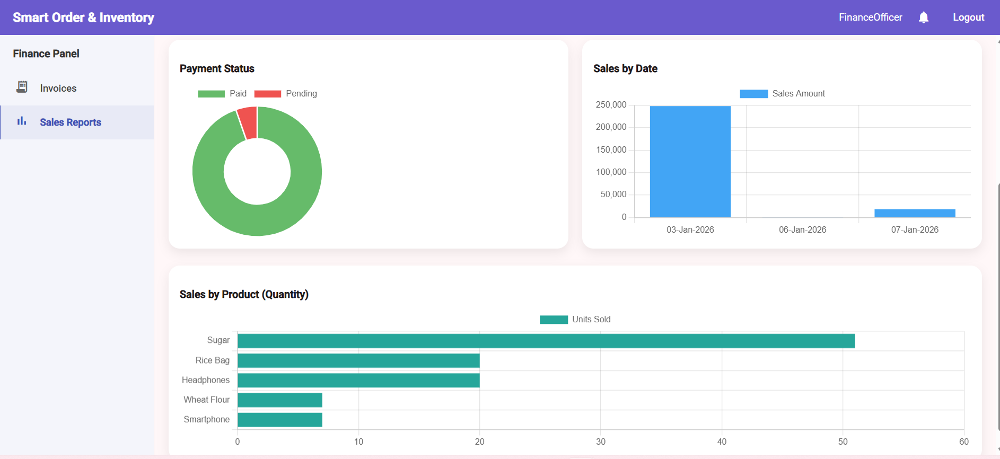 Smart Order & Inventory
FinanceOfficer
Logout
Finance Panel
Invoices
Sales Reports
Payment Status
Paid
Pending
Sales by Date
Sales Amount
250,000
200,000
150,000
100,000
50,000
0
03-Jan-2026
06-Jan-2026
07-Jan-2026
Sales by Product (Quantity)
Units Sold
Sugar
Rice Bag
Headphones
Wheat Flour
Smartphone
0
10
20
30
40
50
60